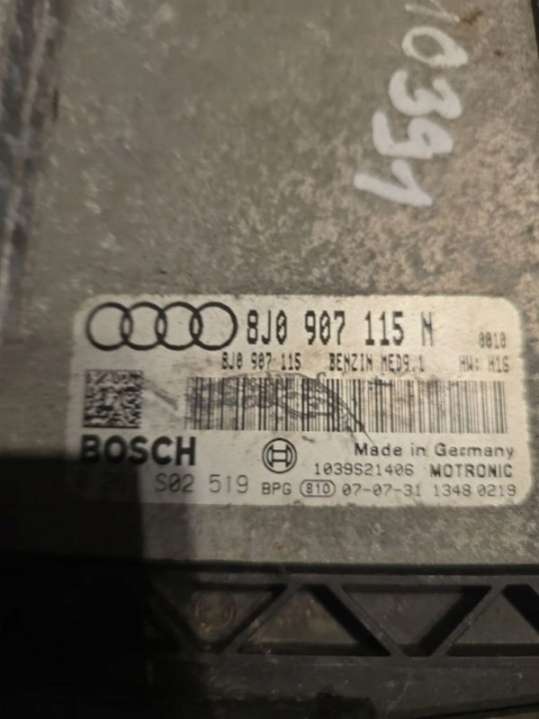 10391
8J0 907 115 N 0010
8J0 907 115 BENZIN MED9.1 HW: H16
BOSCH Made in Germany
1039S21406 MOTRONIC
S02 519 BPG 810 07-07-31 1348 0219